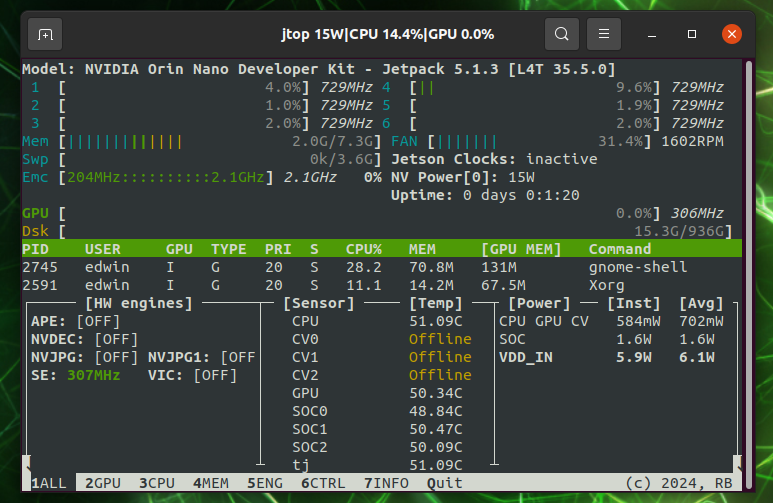 jtop 15W|CPU 14.4%|GPU 0.0%
Model: NVIDIA Orin Nano Developer Kit - Jetpack 5.1.3 [L4T 35.5.0]
1 [ 4.0%] 729MHz 4 [|| 9.6%] 729MHz
2 [ 1.0%] 729MHz 5 [ 1.9%] 729MHz
3 [ 2.0%] 729MHz 6 [ 2.0%] 729MHz
Mem [||||||||||||||| 2.0G/7.3G] FAN [||||||| 31.4%] 1602RPM
Swp [ 0k/3.6G] Jetson Clocks: inactive
Emc [204MHz::::::::::2.1GHz] 2.1GHz 0% NV Power[0]: 15W
Uptime: 0 days 0:1:20
GPU [ 0.0%] 306MHz
Dsk [ 15.3G/936G]
PID USER GPU TYPE PRI S CPU% MEM [GPU MEM] Command
2745 edwin I G 20 S 28.2 70.8M 131M gnome-shell
2591 edwin I G 20 S 11.1 14.2M 67.5M Xorg
[HW engines] [Sensor] [Temp] [Power] [Inst] [Avg]
APE: [OFF] CPU 51.09C CPU GPU CV 584mW 702mW
NVDEC: [OFF] CV0 Offline SOC 1.6W 1.6W
NVJPG: [OFF] NVJPG1: [OFF CV1 Offline VDD_IN 5.9W 6.1W
SE: 307MHz VIC: [OFF] CV2 Offline
GPU 50.34C
SOC0 48.84C
SOC1 50.47C
SOC2 50.09C
tj 51.09C
1ALL 2GPU 3CPU 4MEM 5ENG 6CTRL 7INFO Quit (c) 2024, RB